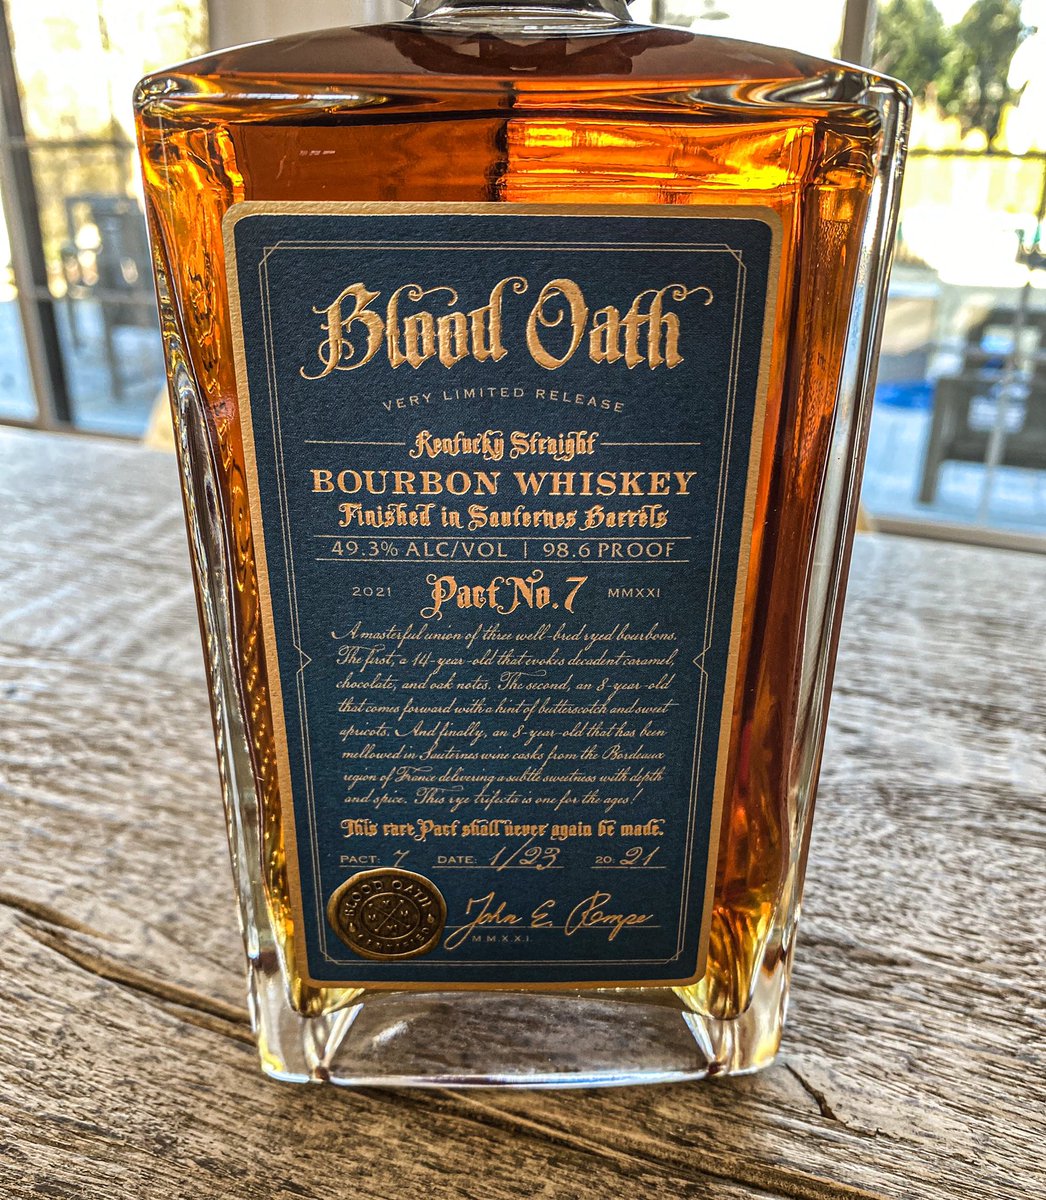 Blood Oath
VERY LIMITED RELEASE
Kentucky Straight
BOURBON WHISKEY
Finished in Sauternes Barrels
49.3% ALC/VOL | 98.6 PROOF
2021 Pact No. 7 MMXXI
A masterful union of three well-bred ryed bourbons.
The first, a 14-year-old that evokes decadent caramel,
chocolate, and oak notes. The second, an 8-year-old
that comes forward with a hint of butterscotch and sweet
apricots. And finally, an 8-year-old that has been
mellowed in Sauternes wine casks from the Bordeaux
region of France delivering a subtle sweetness with depth
and spice. This rye trifecta is one for the ages!
This rare Pact shall never again be made.
PACT: 7 DATE: 1/23 20: 21
BLOOD OATH
CERTIFIED
John E. Rempe
M M.X X.I.